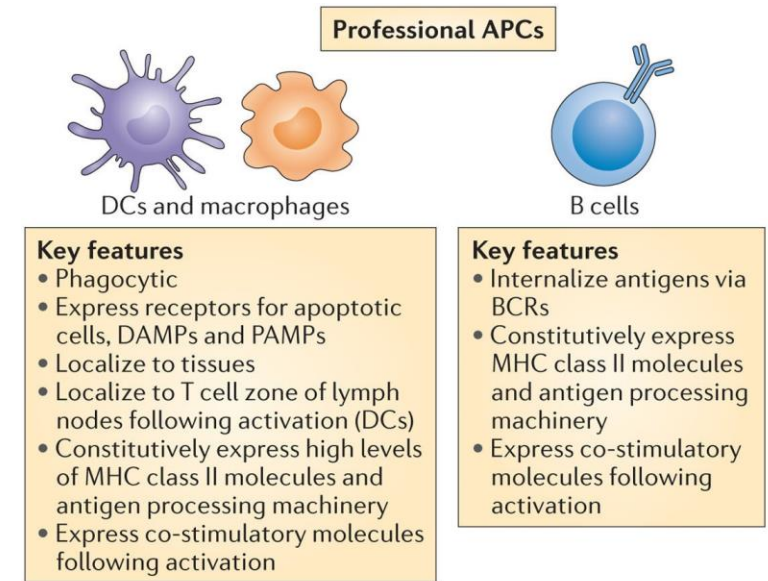 Professional APCs
DCs and macrophages
Key features
• Phagocytic
• Express receptors for apoptotic
cells, DAMPs and PAMPs
• Localize to tissues
• Localize to T cell zone of lymph
nodes following activation (DCs)
• Constitutively express high levels
of MHC class II molecules and
antigen processing machinery
• Express co-stimulatory molecules
following activation
B cells
Key features
• Internalize antigens via
BCRs
• Constitutively express
MHC class II molecules
and antigen processing
machinery
• Express co-stimulatory
molecules following
activation